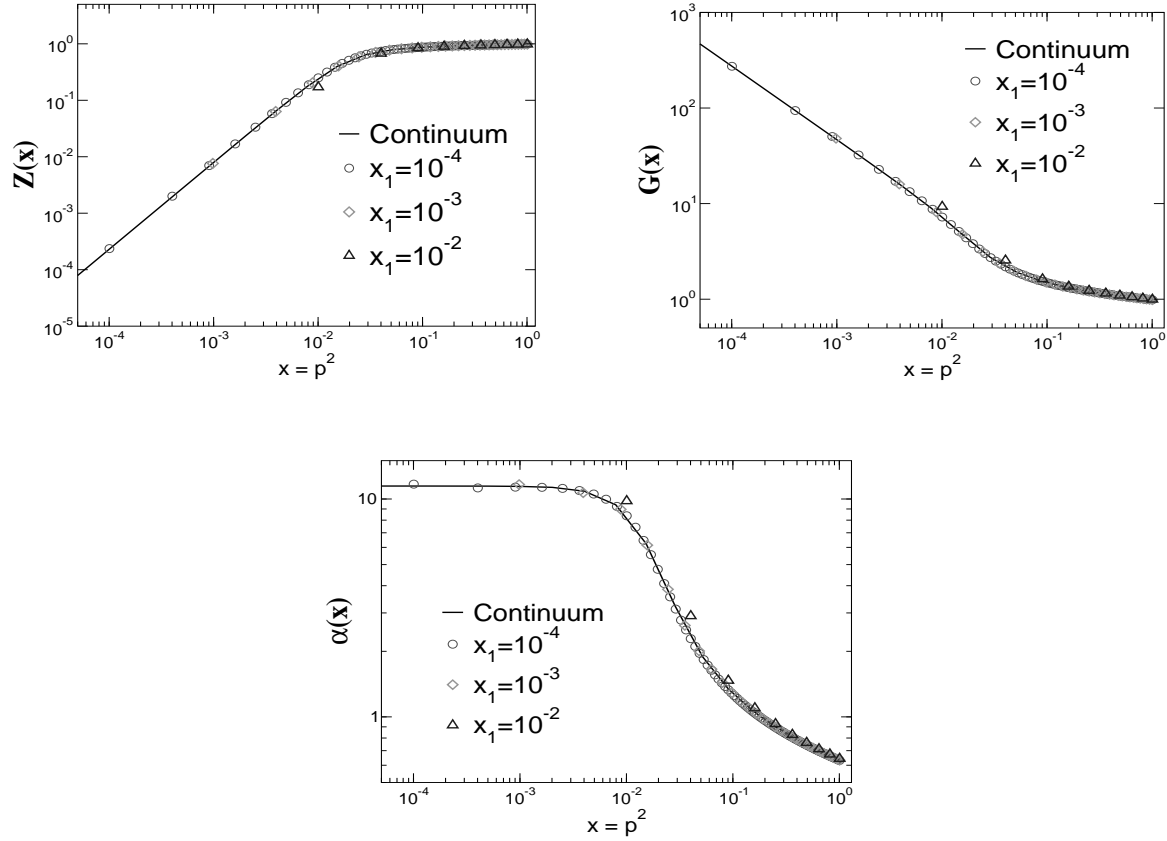 Z(x)
10^0
10^-1
10^-2
10^-3
10^-4
10^-5
Continuum
x_1=10^-4
x_1=10^-3
x_1=10^-2
10^-4 10^-3 10^-2 10^-1 10^0
x = p^2
G(x)
10^3
10^2
10^1
10^0
Continuum
x_1=10^-4
x_1=10^-3
x_1=10^-2
10^-4 10^-3 10^-2 10^-1 10^0
x = p^2
α(x)
10
1
Continuum
x_1=10^-4
x_1=10^-3
x_1=10^-2
10^-4 10^-3 10^-2 10^-1 10^0
x = p^2